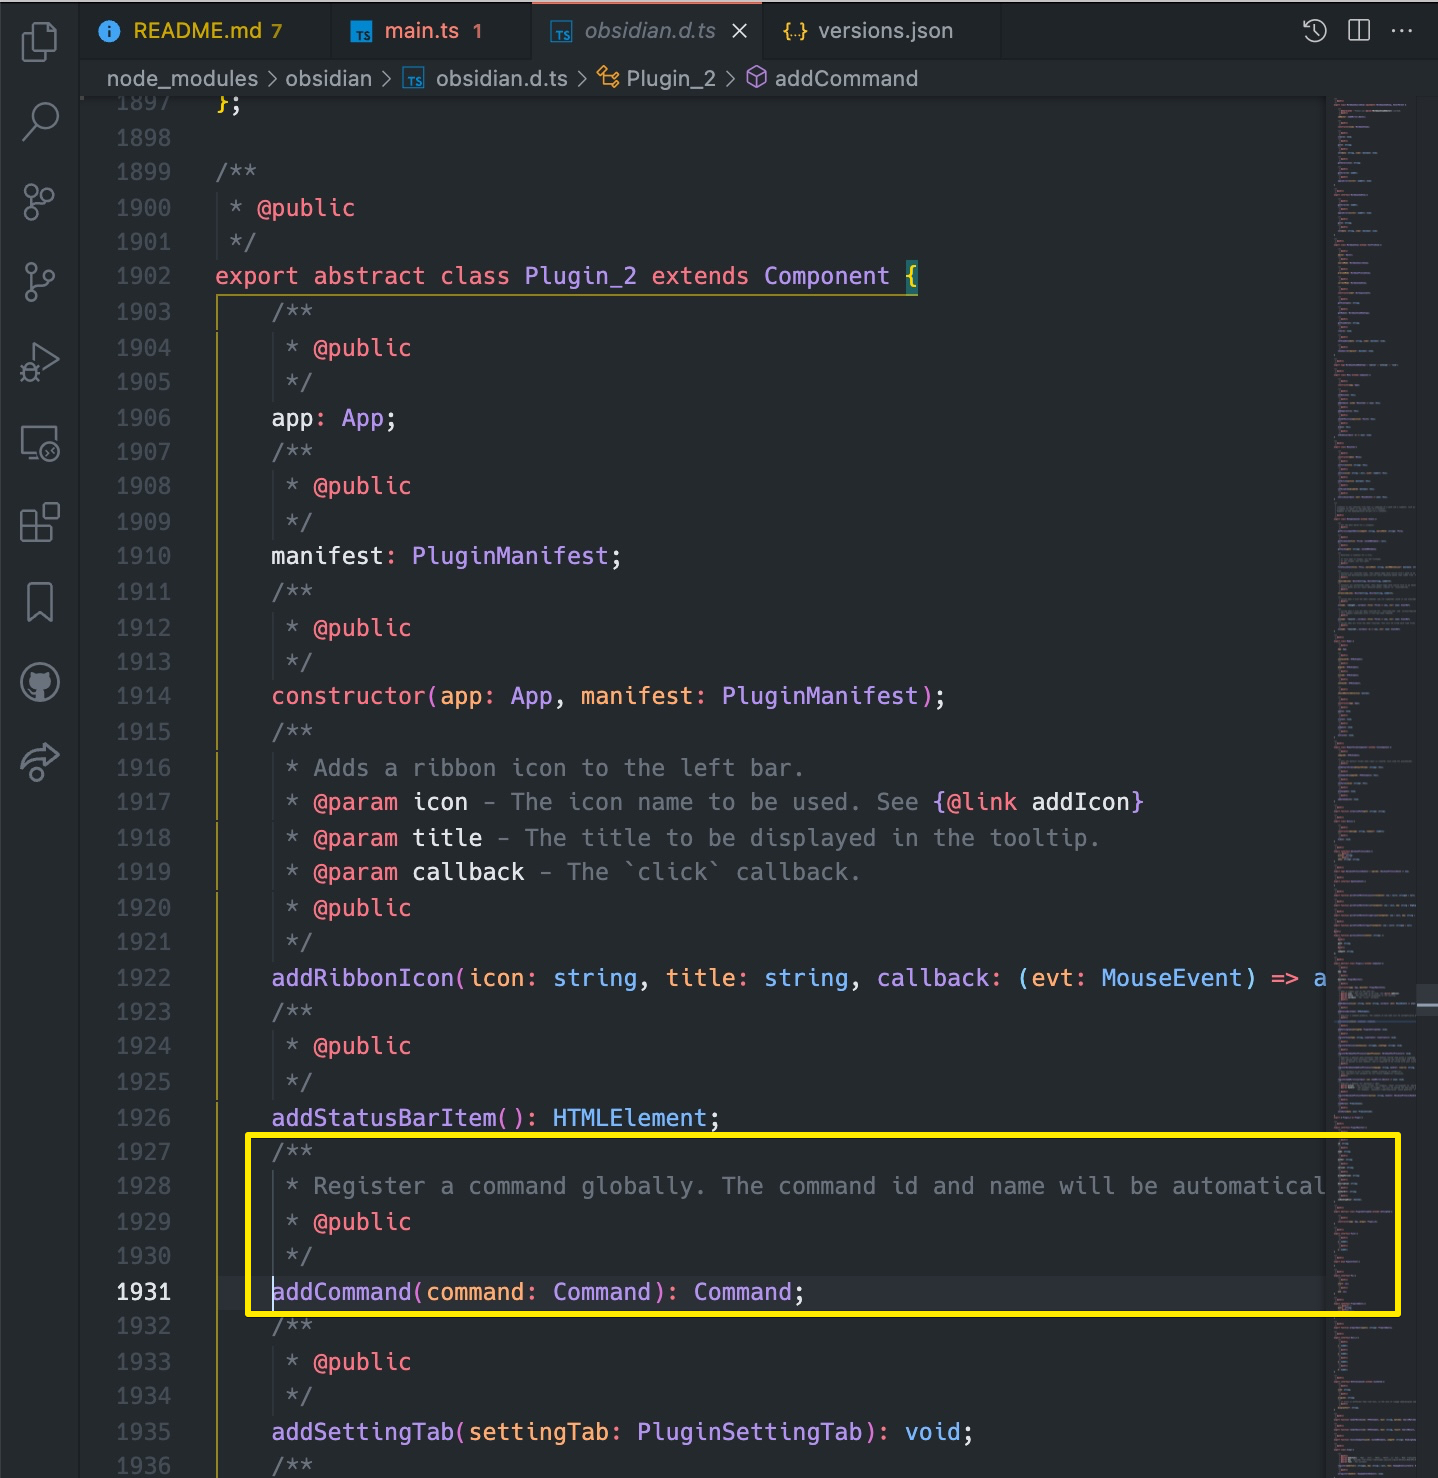 README.md 7
TS main.ts 1
TS obsidian.d.ts
{..} versions.json
node_modules > obsidian > TS obsidian.d.ts > Plugin_2 > addCommand
1897 };
1898
1899 /**
1900 * @public
1901 */
1902 export abstract class Plugin_2 extends Component {
1903 /**
1904 * @public
1905 */
1906 app: App;
1907 /**
1908 * @public
1909 */
1910 manifest: PluginManifest;
1911 /**
1912 * @public
1913 */
1914 constructor(app: App, manifest: PluginManifest);
1915 /**
1916 * Adds a ribbon icon to the left bar.
1917 * @param icon - The icon name to be used. See {@link addIcon}
1918 * @param title - The title to be displayed in the tooltip.
1919 * @param callback - The `click` callback.
1920 * @public
1921 */
1922 addRibbonIcon(icon: string, title: string, callback: (evt: MouseEvent) => a
1923 /**
1924 * @public
1925 */
1926 addStatusBarItem(): HTMLElement;
1927 /**
1928 * Register a command globally. The command id and name will be automatical
1929 * @public
1930 */
1931 addCommand(command: Command): Command;
1932 /**
1933 * @public
1934 */
1935 addSettingTab(settingTab: PluginSettingTab): void;
1936 /**